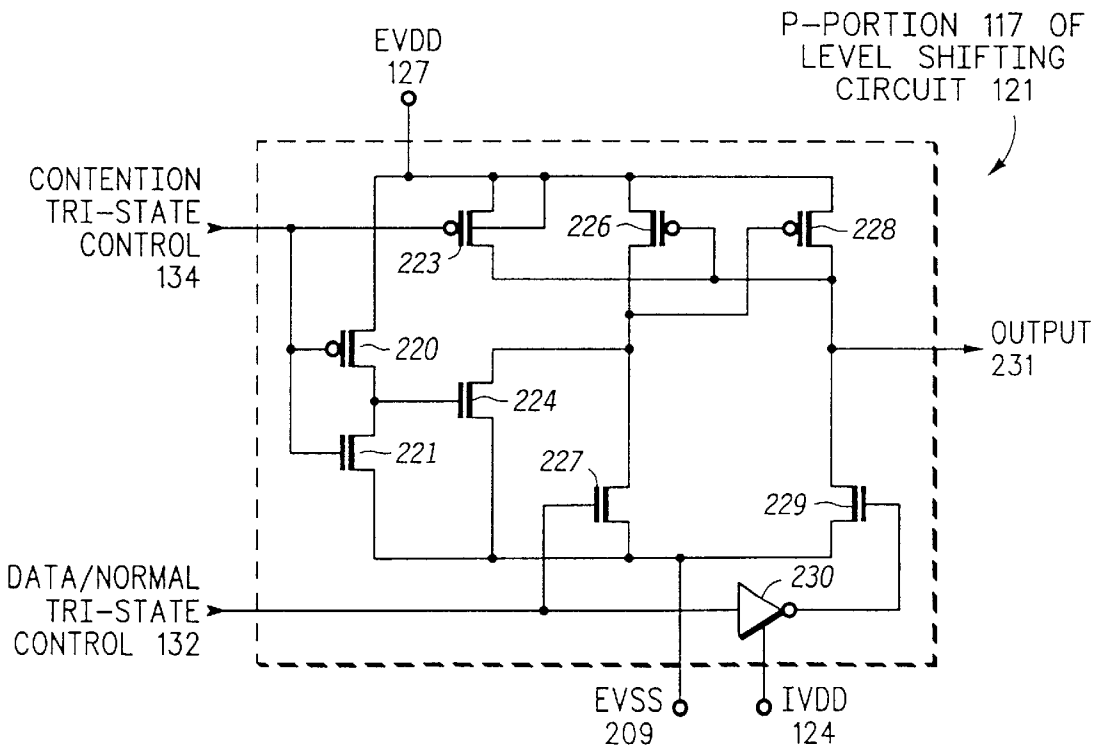 P-PORTION 117 OF
LEVEL SHIFTING
CIRCUIT 121
EVDD
127
CONTENTION
TRI-STATE
CONTROL
134
223
226
228
220
224
221
OUTPUT
231
227
229
DATA/NORMAL
TRI-STATE
CONTROL 132
230
EVSS
209
IVDD
124